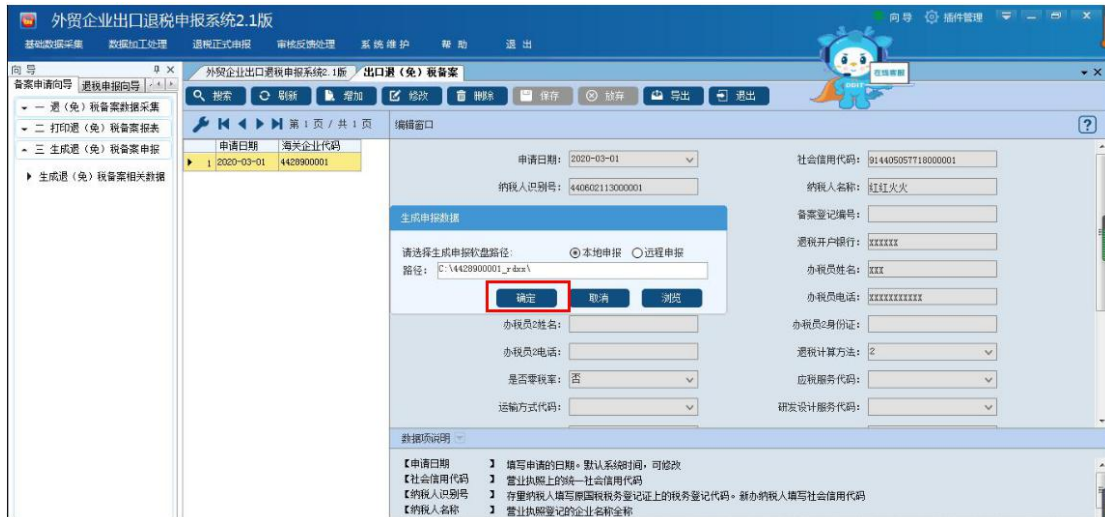 外贸企业出口退税申报系统2.1版
向导 插件管理
基础数据采集 数据加工处理 退税正式申报 审核反馈处理 系统维护 帮助 退出
向导
外贸企业出口退税申报系统2.1版 出口退（免）税备案
在线客服
备案申请向导 退税申报向导
搜索 刷新 增加 修改 删除 保存 放弃 导出 退出
一 退（免）税备案数据采集
二 打印退（免）税备案报表
三 生成退（免）税备案申报
生成退（免）税备案相关数据
第1页/共1页
编辑窗口
申请日期 海关企业代码
1 2020-03-01 4428900001
申请日期： 2020-03-01 社会信用代码： 914405057718000001
纳税人识别号： 440602113000001 纳税人名称： 红红火火
生成申报数据
备案登记编号：
请选择生成申报软盘路径： 本地申报 远程申报
退税开户银行： xxxxxx
路径： C:\4428900001_rdxx\
办税员姓名： xxx
确定 取消 浏览
办税员电话： xxxxxxxxxxx
办税员2姓名： 办税员2身份证：
办税员2电话： 退税计算方法： 2
是否零税率： 否 应税服务代码：
运输方式代码： 研发设计服务代码：
数据项说明
【申请日期 】 填写申请的日期。默认系统时间，可修改
【社会信用代码 】 营业执照上的统一社会信用代码
【纳税人识别号 】 存量纳税人填写原国税税务登记证上的税务登记代码。新办纳税人填写社会信用代码
【纳税人名称 】 营业执照登记的企业名称全称